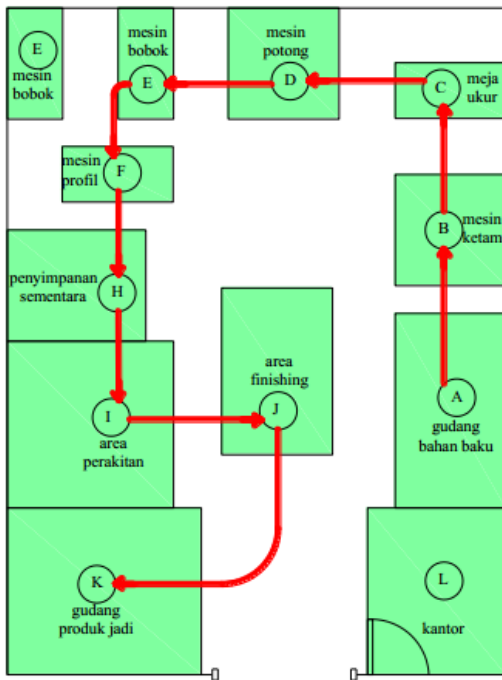 E
mesin
bobok
mesin
bobok
E
mesin
potong
D
C
meja
ukur
mesin
profil
F
B
mesin
ketam
penyimpanan
sementara
H
area
finishing
J
A
gudang
bahan baku
I
area
perakitan
K
gudang
produk jadi
L
kantor